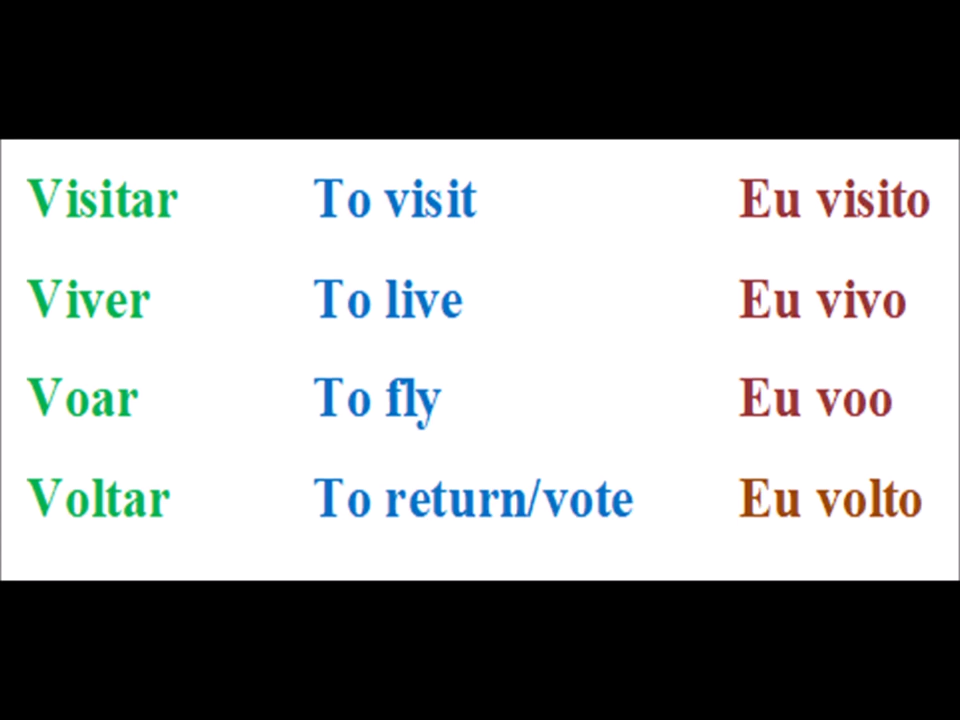 Visitar To visit Eu visito
Viver To live Eu vivo
Voar To fly Eu voo
Voltar To return/vote Eu volto